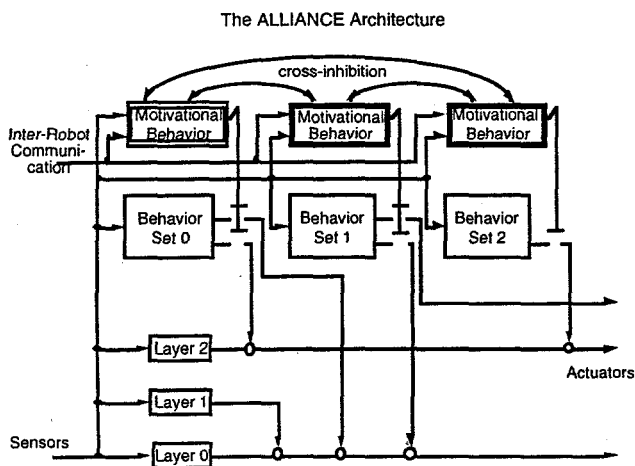 The ALLIANCE Architecture
cross-inhibition
Motivational
Behavior
Motivational
Behavior
Motivational
Behavior
Inter-Robot
Communi-
cation
Behavior
Set 0
Behavior
Set 1
Behavior
Set 2
Layer 2
Actuators
Layer 1
Sensors
Layer 0